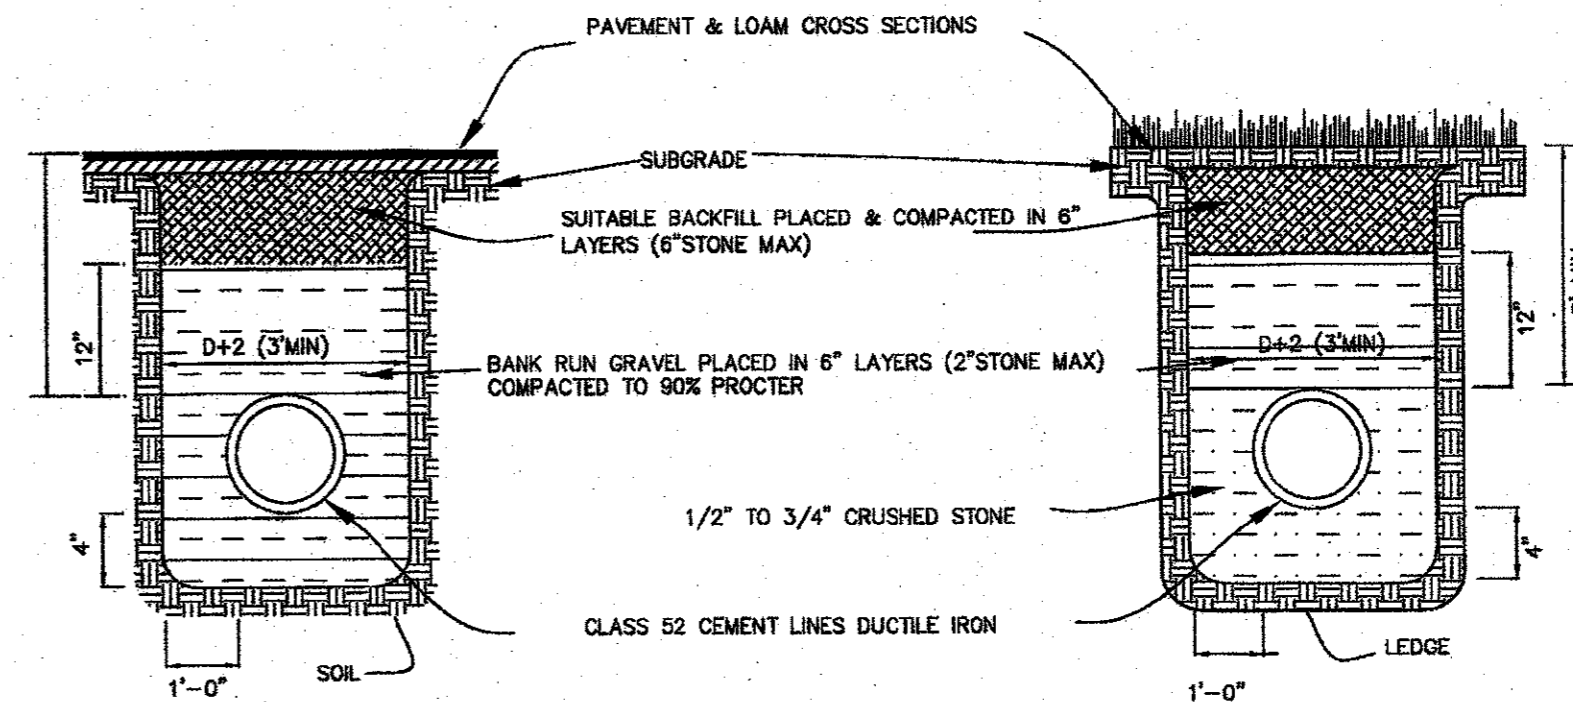 PAVEMENT & LOAM CROSS SECTIONS
SUBGRADE
SUITABLE BACKFILL PLACED & COMPACTED IN 6"
LAYERS (6"STONE MAX)
12"
D+2 (3'MIN)
BANK RUN GRAVEL PLACED IN 6" LAYERS (2"STONE MAX)
COMPACTED TO 90% PROCTER
D+2 (3'MIN)
12"
1/2" TO 3/4" CRUSHED STONE
4"
4"
CLASS 52 CEMENT LINES DUCTILE IRON
SOIL
LEDGE
1'-0"
1'-0"